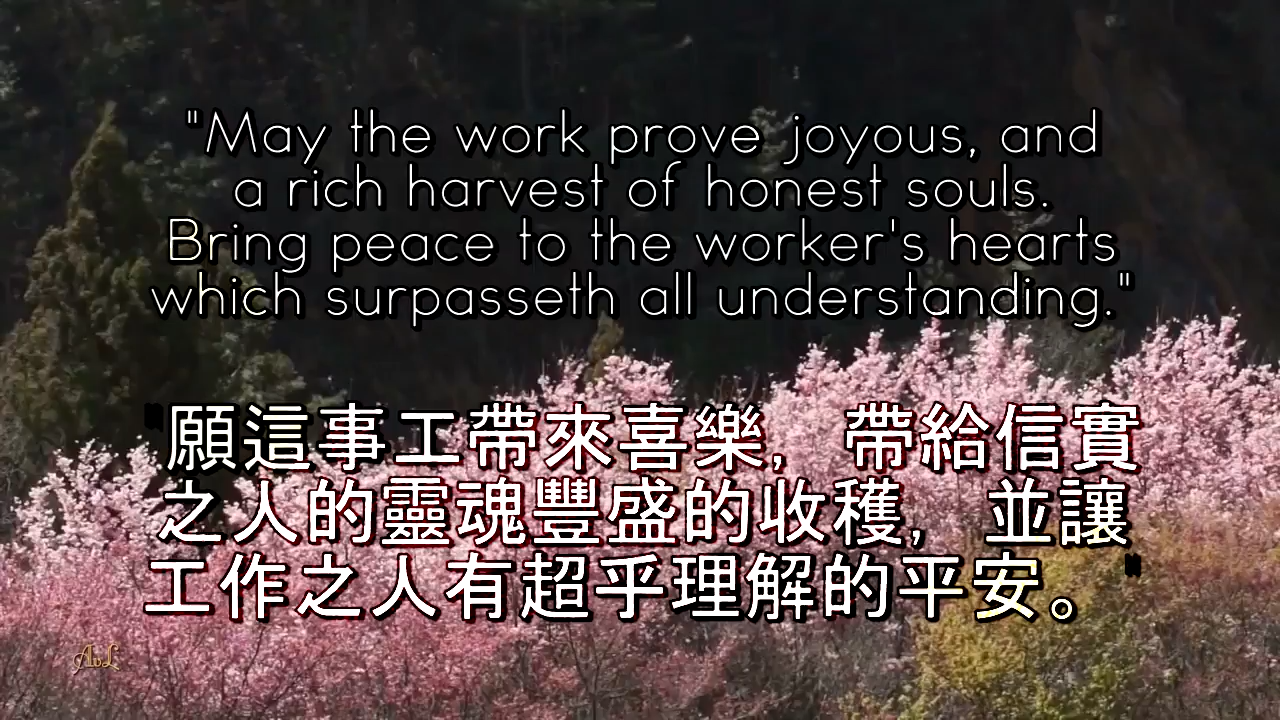 "May the work prove joyous, and
a rich harvest of honest souls.
Bring peace to the worker's hearts
which surpasseth all understanding."
"願這事工帶來喜樂, 帶給信實
之人的靈魂豐盛的收穫, 並讓
工作之人有超乎理解的平安。"
AvL